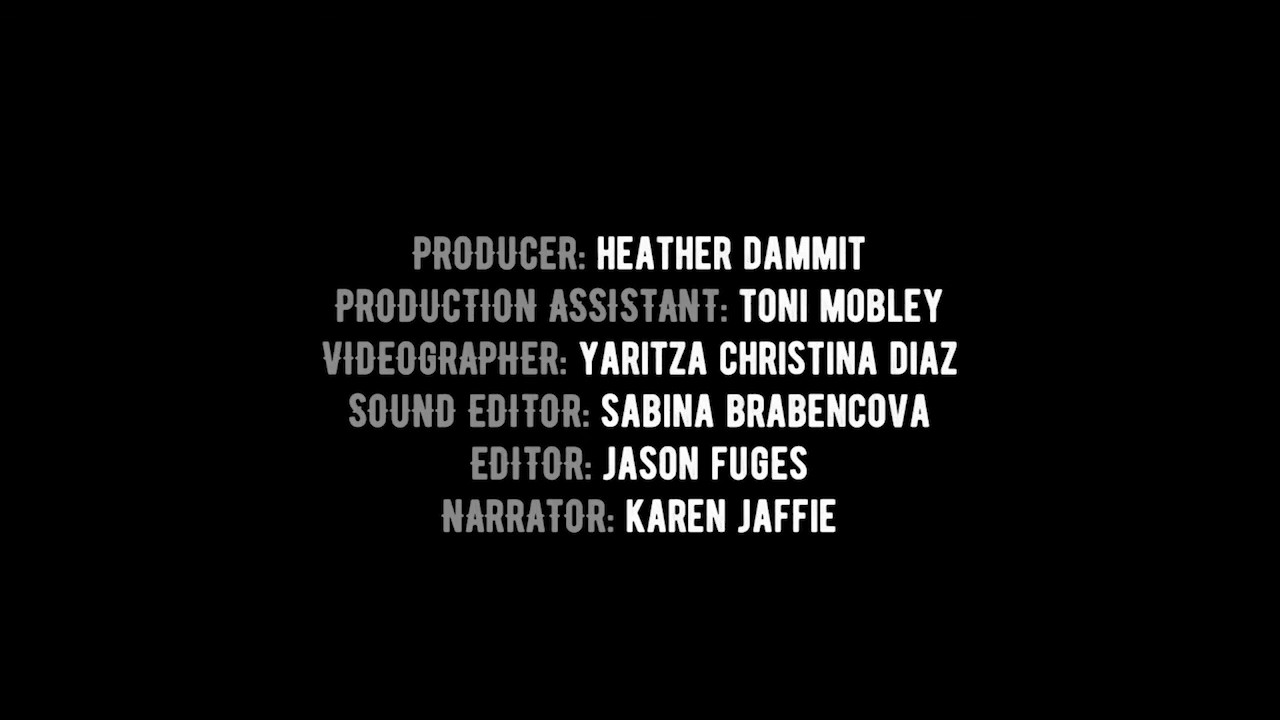 PRODUCER: HEATHER DAMMIT
PRODUCTION ASSISTANT: TONI MOBLEY
VIDEOGRAPHER: YARITZA CHRISTINA DIAZ
SOUND EDITOR: SABINA BRABENCOVA
EDITOR: JASON FUGES
NARRATOR: KAREN JAFFIE